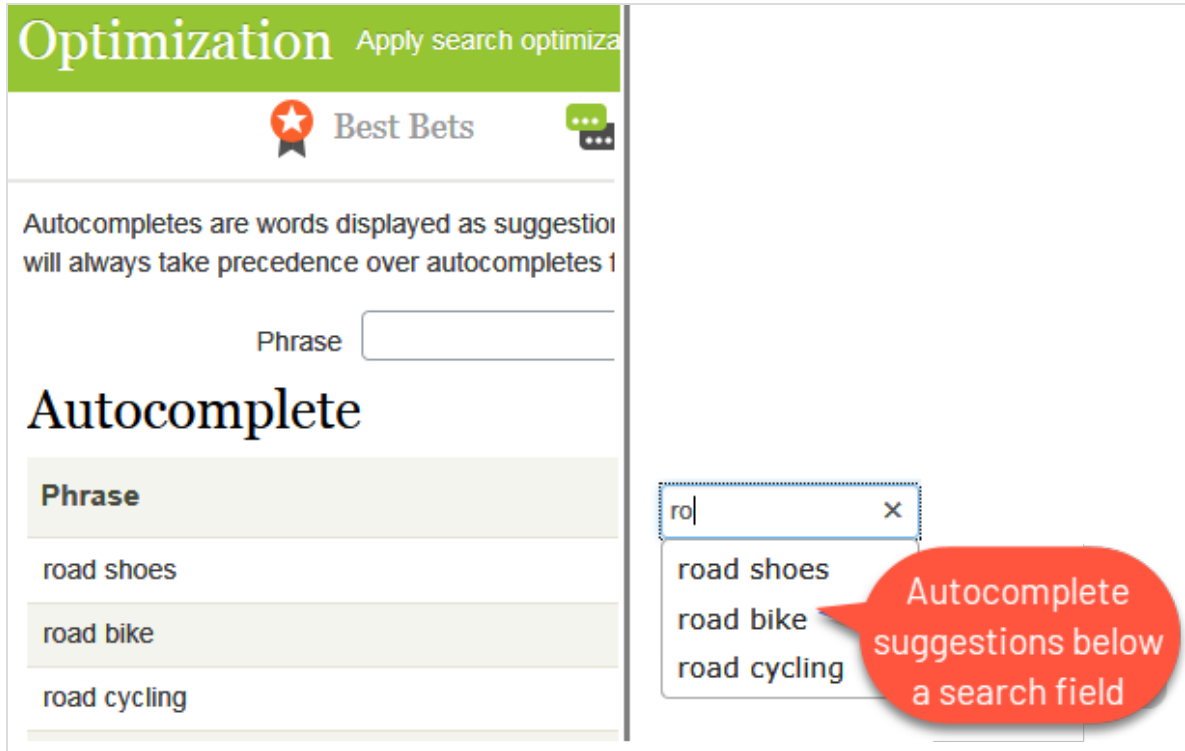 Optimization Apply search optimiza
Best Bets
Autocompletes are words displayed as suggestion
will always take precedence over autocompletes f
Phrase
Autocomplete
Phrase
road shoes
road bike
road cycling
ro
road shoes
road bike
road cycling
Autocomplete
suggestions below
a search field